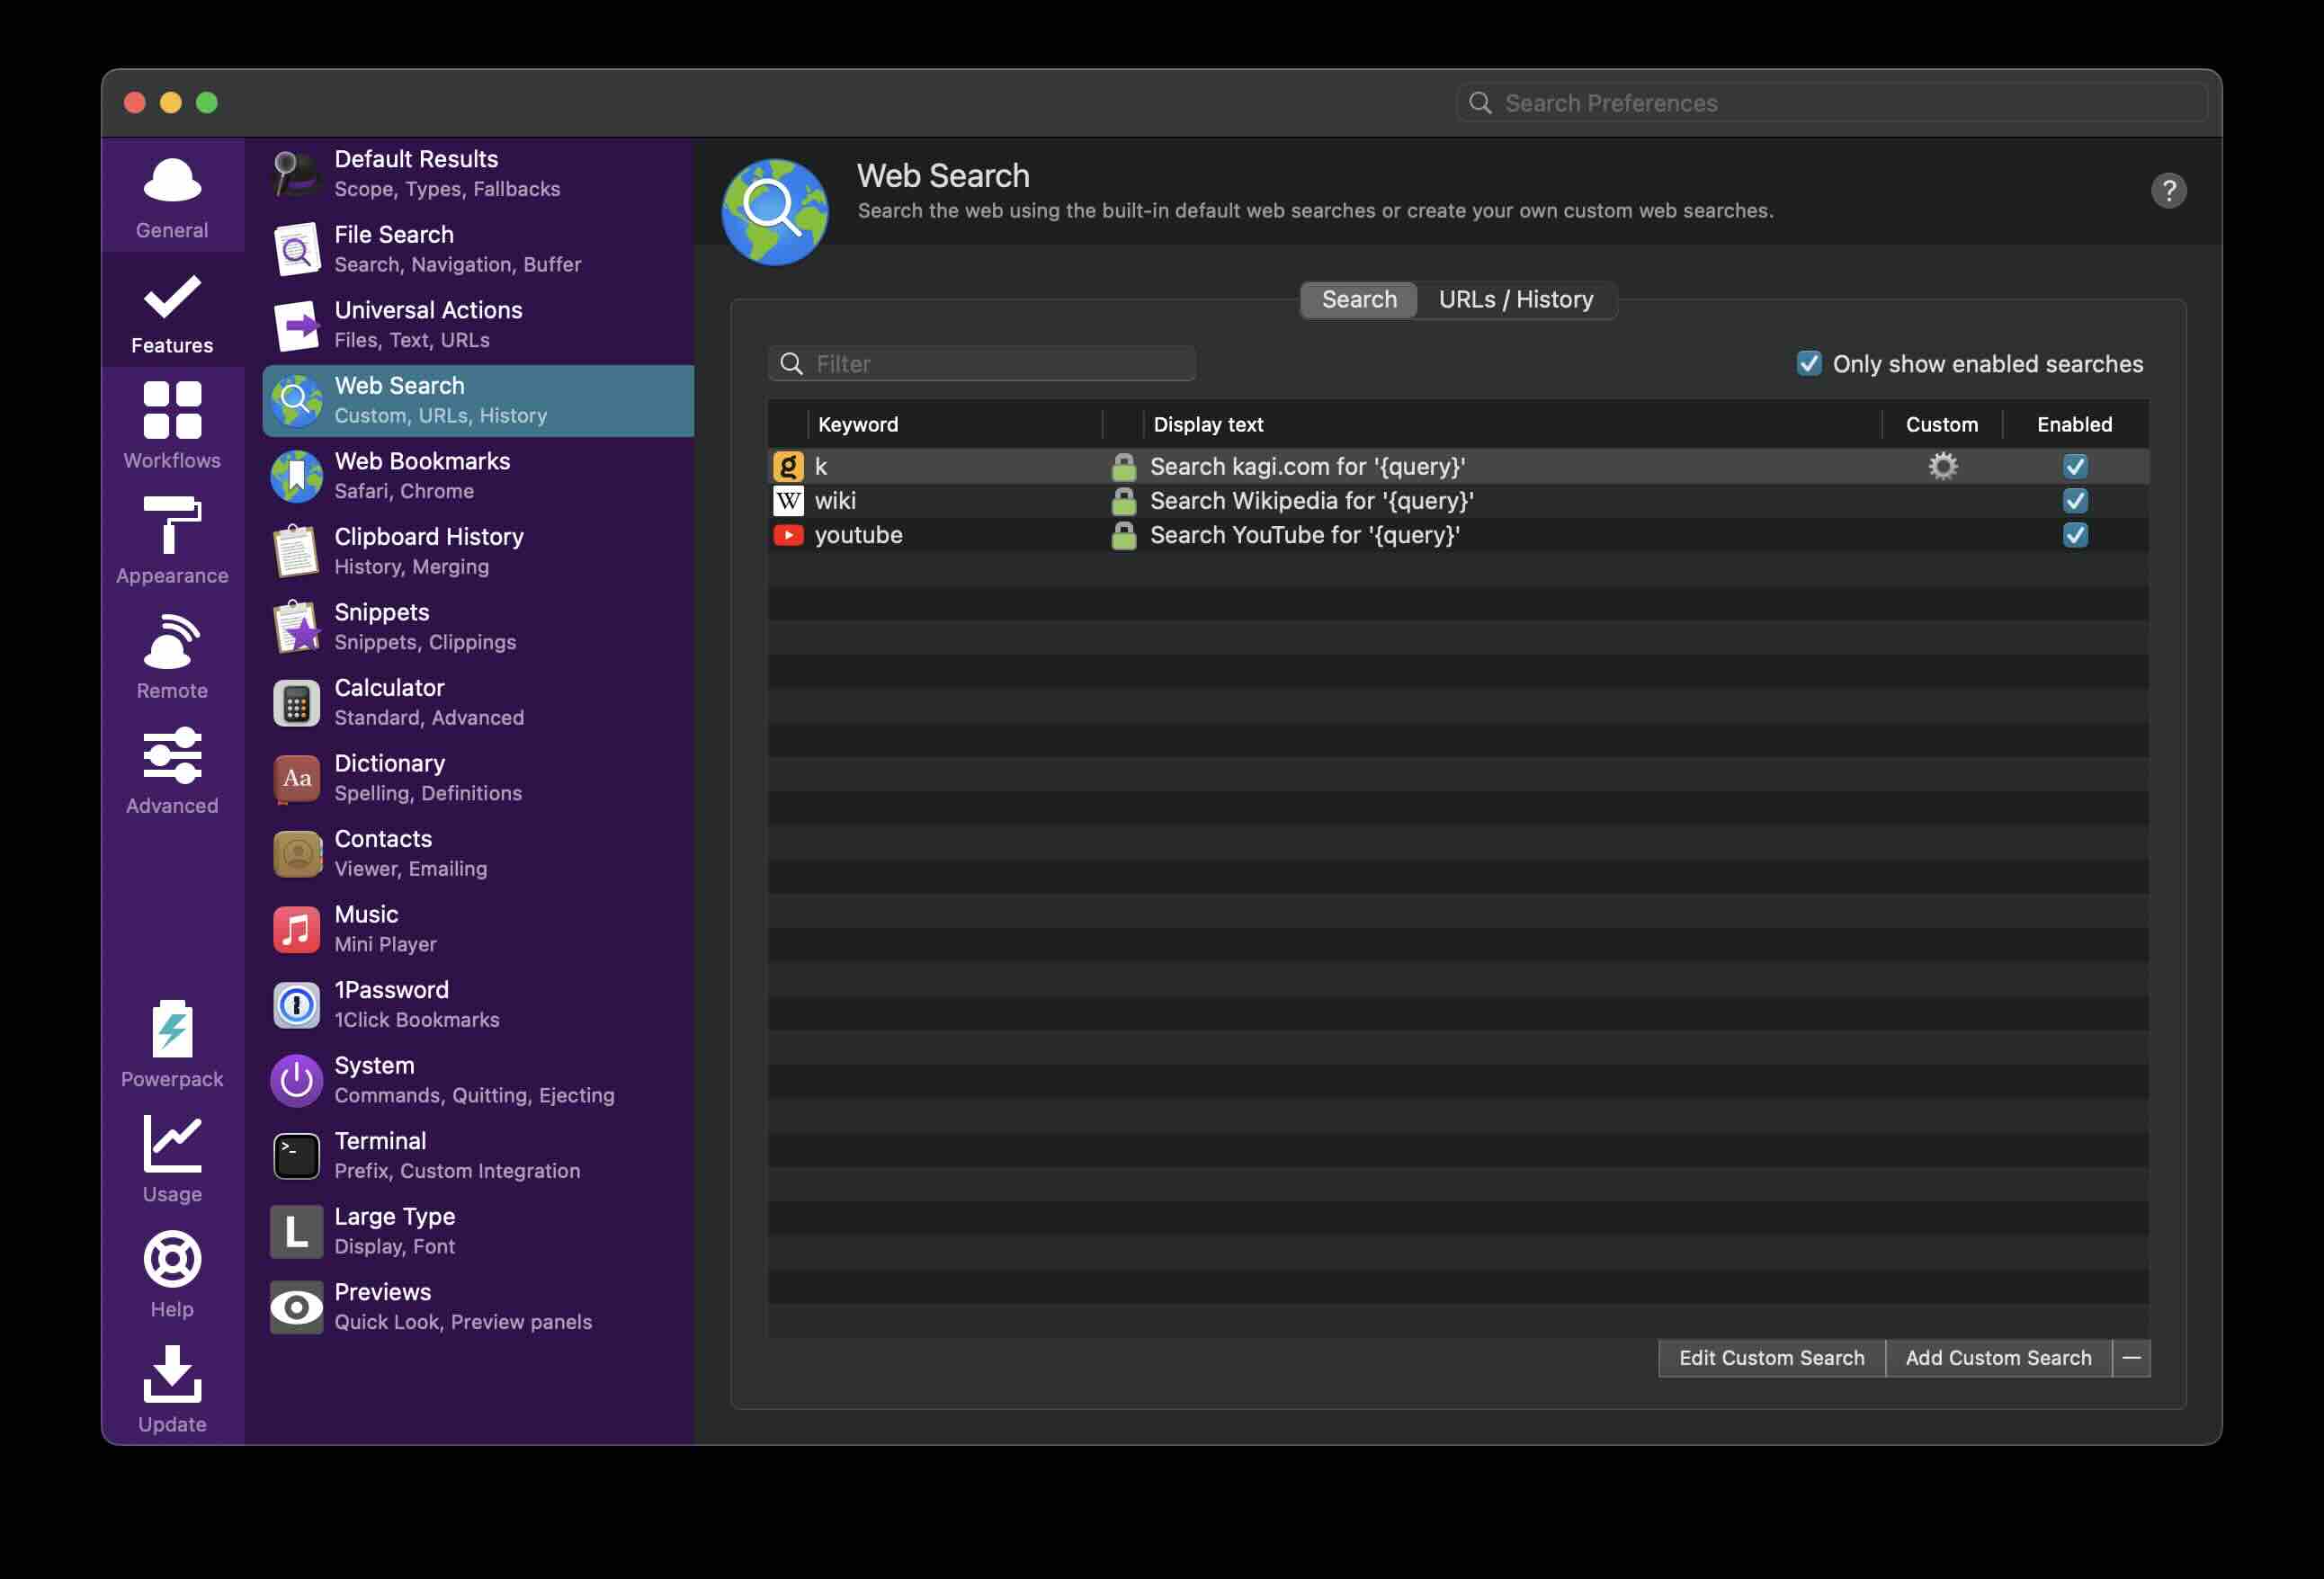 Search Preferences
General
Features
Workflows
Appearance
Remote
Advanced
Powerpack
Usage
Help
Update
Default Results
Scope, Types, Fallbacks
File Search
Search, Navigation, Buffer
Universal Actions
Files, Text, URLs
Web Search
Custom, URLs, History
Web Bookmarks
Safari, Chrome
Clipboard History
History, Merging
Snippets
Snippets, Clippings
Calculator
Standard, Advanced
Aa
Dictionary
Spelling, Definitions
Contacts
Viewer, Emailing
Music
Mini Player
1Password
1Click Bookmarks
System
Commands, Quitting, Ejecting
>_
Terminal
Prefix, Custom Integration
L
Large Type
Display, Font
Previews
Quick Look, Preview panels
Web Search
Search the web using the built-in default web searches or create your own custom web searches.
?
Search URLs / History
Filter
Only show enabled searches
Keyword Display text Custom Enabled
g k Search kagi.com for '{query}'
W wiki Search Wikipedia for '{query}'
youtube Search YouTube for '{query}'
Edit Custom Search Add Custom Search —